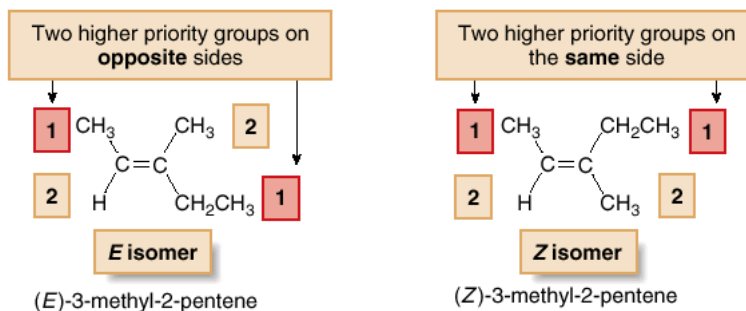 Two higher priority groups on
opposite sides
1
CH3
CH3
2
C=C
2
H
CH2CH3
1
E isomer
(E)-3-methyl-2-pentene
Two higher priority groups on
the same side
1
CH3
CH2CH3
1
C=C
2
H
CH3
2
Z isomer
(Z)-3-methyl-2-pentene